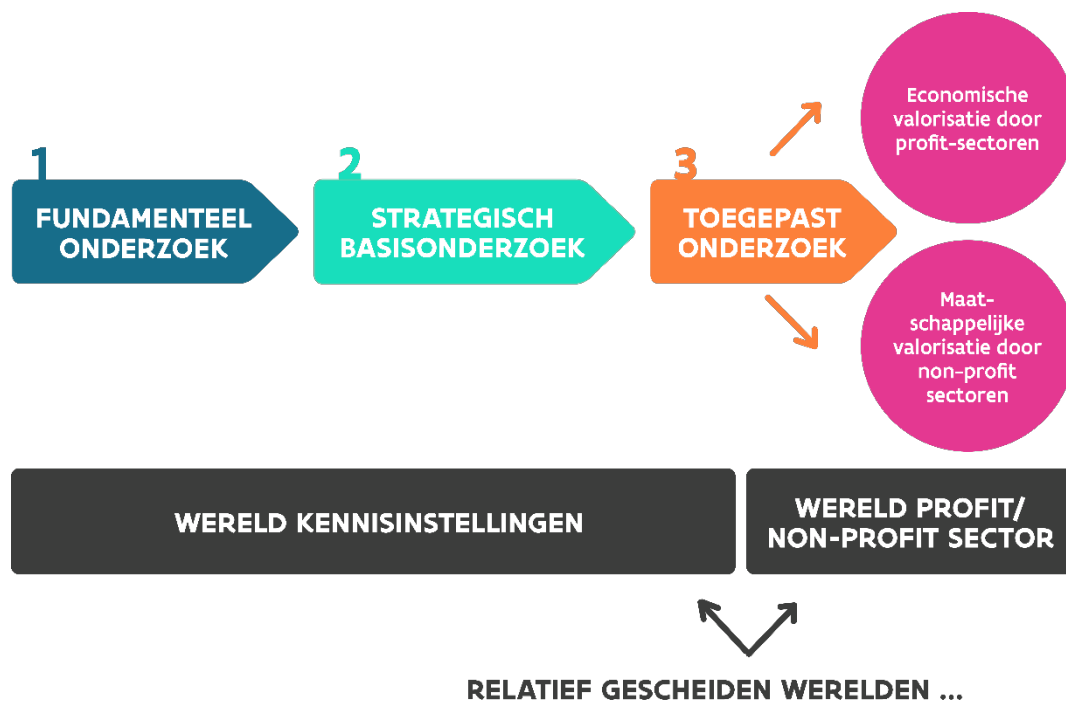 1
FUNDAMENTEEL
ONDERZOEK
2
STRATEGISCH
BASISONDERZOEK
3
TOEGEPAST
ONDERZOEK
Economische
valorisatie door
profit-sectoren
Maat-
schappelijke
valorisatie door
non-profit
sectoren
WERELD KENNISINSTELLINGEN
WERELD PROFIT/
NON-PROFIT SECTOR
RELATIEF GESCHEIDEN WERELDEN ...